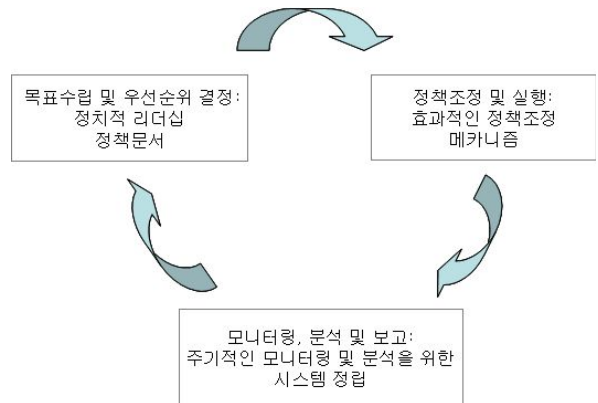 목표수립 및 우선순위 결정:
정치적 리더십
정책문서
정책조정 및 실행:
효과적인 정책조정
메카니즘
모니터링, 분석 및 보고:
주기적인 모니터링 및 분석을 위한
시스템 정립